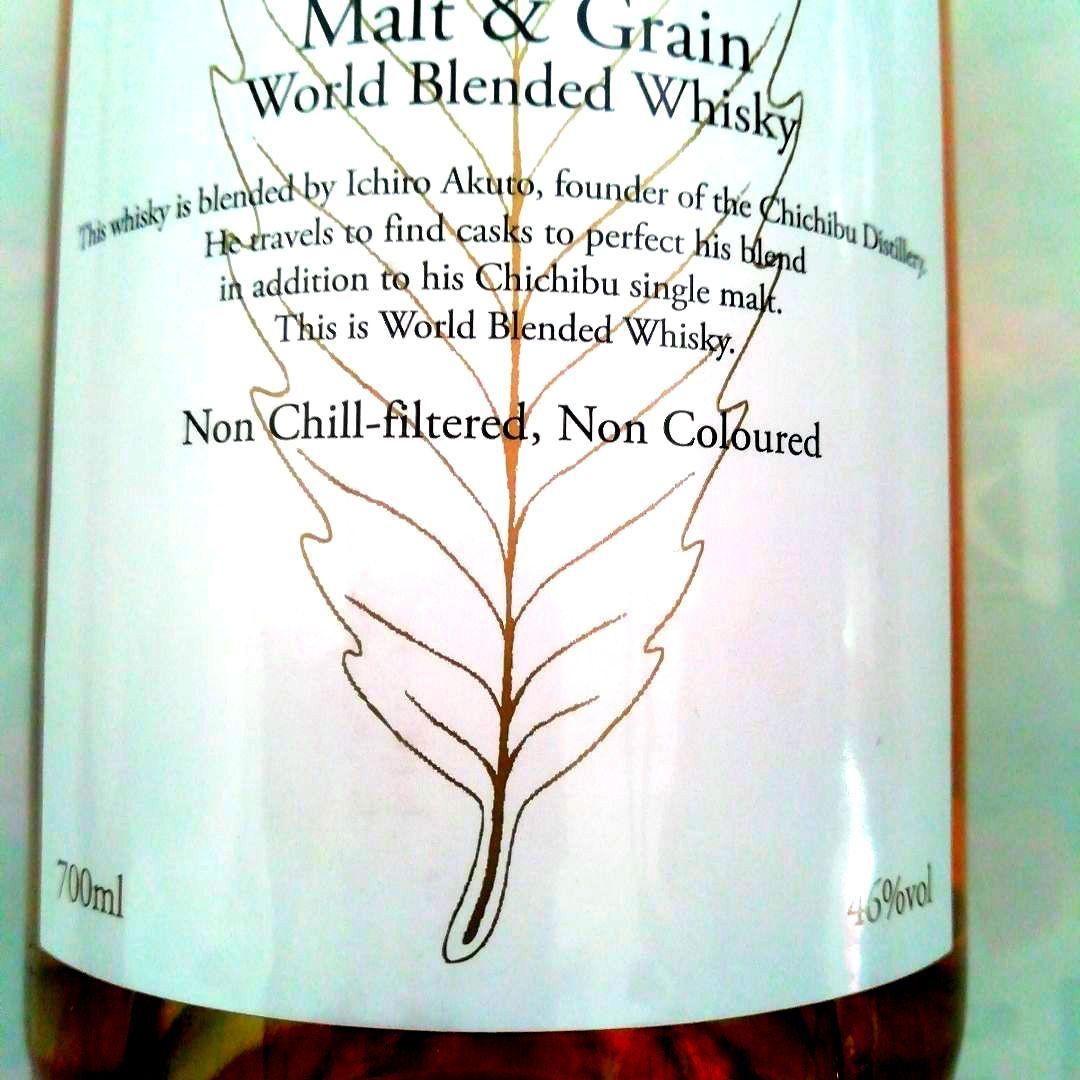 Malt & Grain
World Blended Whisky
This whisky is blended by Ichiro Akuto, founder of the Chichibu Distillery.
He travels to find casks to perfect his blend
in addition to his Chichibu single malt.
This is World Blended Whisky.
Non Chill-filtered, Non Coloured
700ml
46%vol